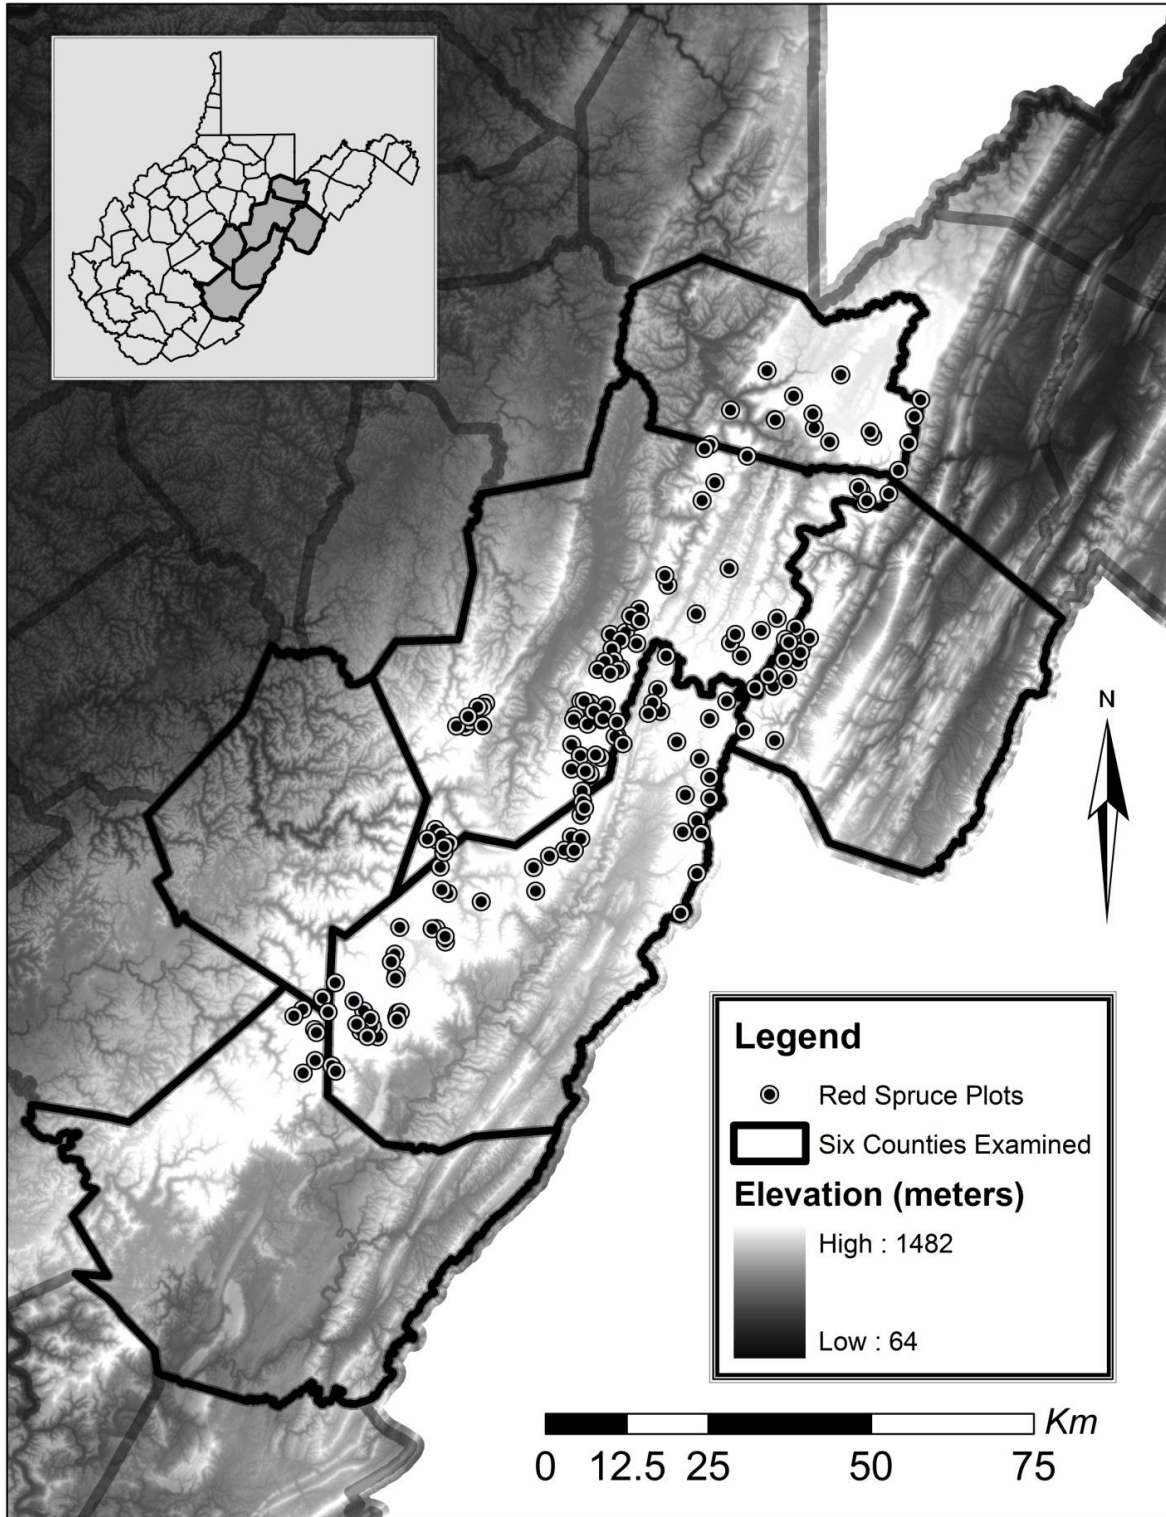 N
Legend
Red Spruce Plots
Six Counties Examined
Elevation (meters)
High : 1482
Low : 64
Km
0 12.5 25 50 75